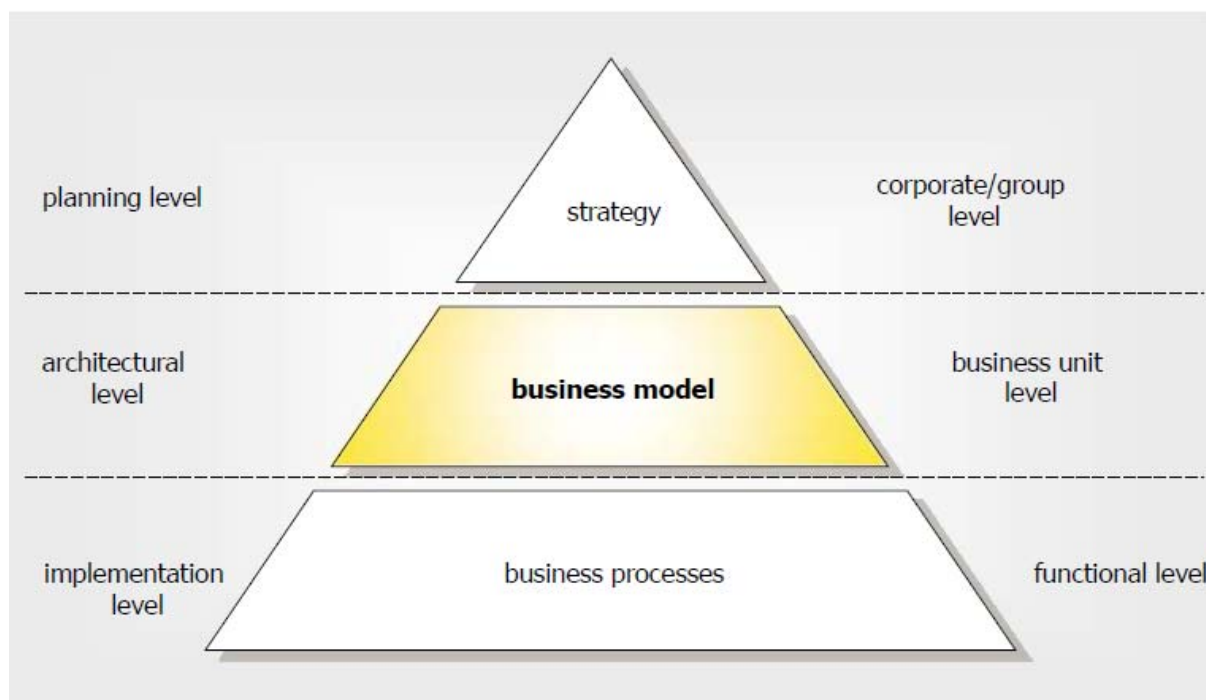 planning level
strategy
corporate/group
level
architectural
level
business model
business unit
level
implementation
level
business processes
functional level